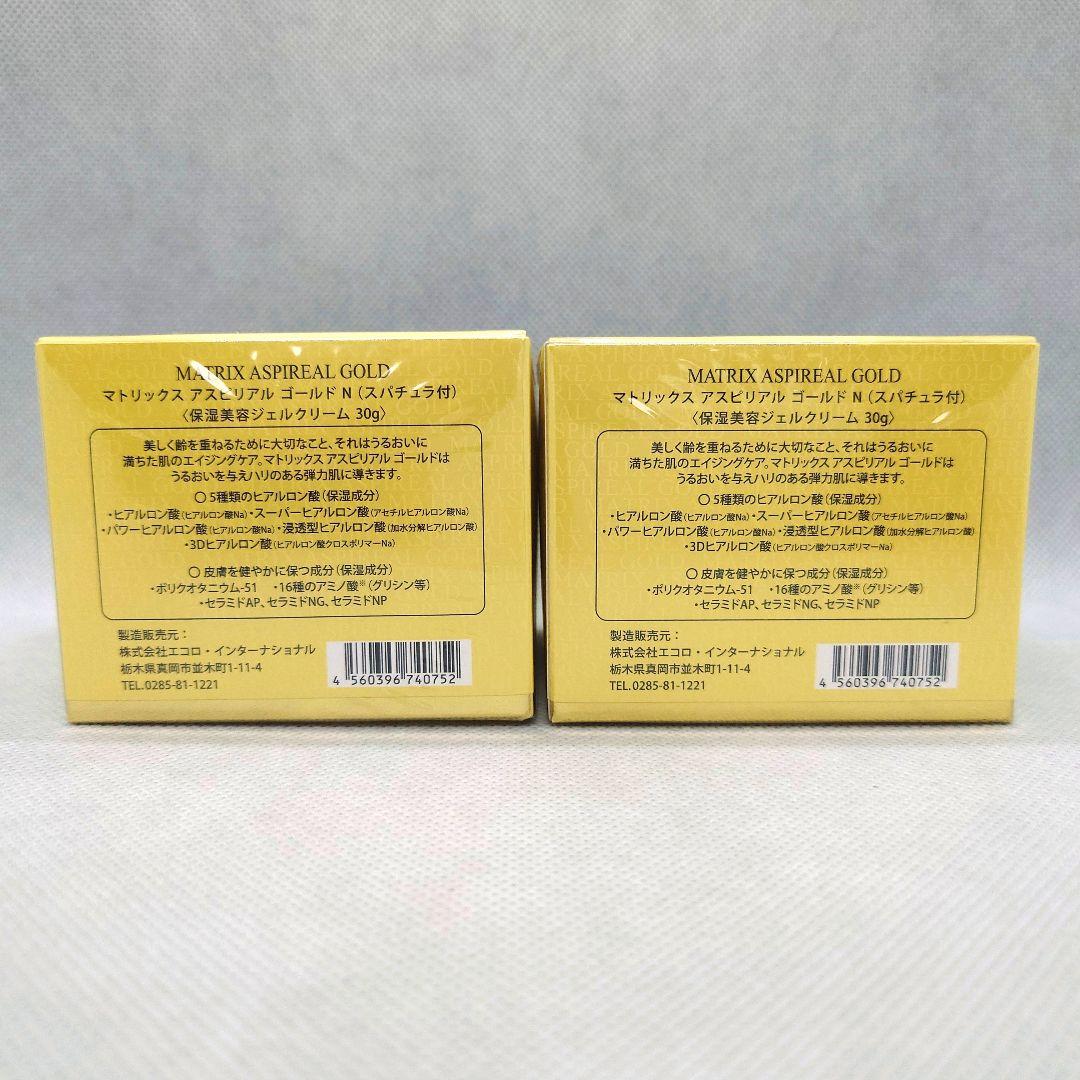 MATRIX ASPIREAL GOLD
マトリックス アスピリアル ゴールド N（スパチュラ付）
〈保湿美容ジェルクリーム 30g〉
美しく齢を重ねるために大切なこと、それはうるおいに
満ちた肌のエイジングケア。マトリックス アスピリアル ゴールドは
うるおいを与えハリのある弾力肌に導きます。
〇 5種類のヒアルロン酸（保湿成分）
・ヒアルロン酸（ヒアルロン酸Na）・スーパーヒアルロン酸（アセチルヒアルロン酸Na）
・パワーヒアルロン酸（ヒアルロン酸Na）・浸透型ヒアルロン酸（加水分解ヒアルロン酸）
・3Dヒアルロン酸（ヒアルロン酸クロスポリマーNa）
〇 皮膚を健やかに保つ成分（保湿成分）
・ポリクオタニウム-51 ・16種のアミノ酸※（グリシン等）
・セラミドAP、セラミドNG、セラミドNP
製造販売元：
株式会社エコロ・インターナショナル
栃木県真岡市並木町1-11-4
TEL.0285-81-1221
4 560396 740752
MATRIX ASPIREAL GOLD
マトリックス アスピリアル ゴールド N（スパチュラ付）
〈保湿美容ジェルクリーム 30g〉
美しく齢を重ねるために大切なこと、それはうるおいに
満ちた肌のエイジングケア。マトリックス アスピリアル ゴールドは
うるおいを与えハリのある弾力肌に導きます。
〇 5種類のヒアルロン酸（保湿成分）
・ヒアルロン酸（ヒアルロン酸Na）・スーパーヒアルロン酸（アセチルヒアルロン酸Na）
・パワーヒアルロン酸（ヒアルロン酸Na）・浸透型ヒアルロン酸（加水分解ヒアルロン酸）
・3Dヒアルロン酸（ヒアルロン酸クロスポリマーNa）
〇 皮膚を健やかに保つ成分（保湿成分）
・ポリクオタニウム-51 ・16種のアミノ酸※（グリシン等）
・セラミドAP、セラミドNG、セラミドNP
製造販売元：
株式会社エコロ・インターナショナル
栃木県真岡市並木町1-11-4
TEL.0285-81-1221
4 560396 740752